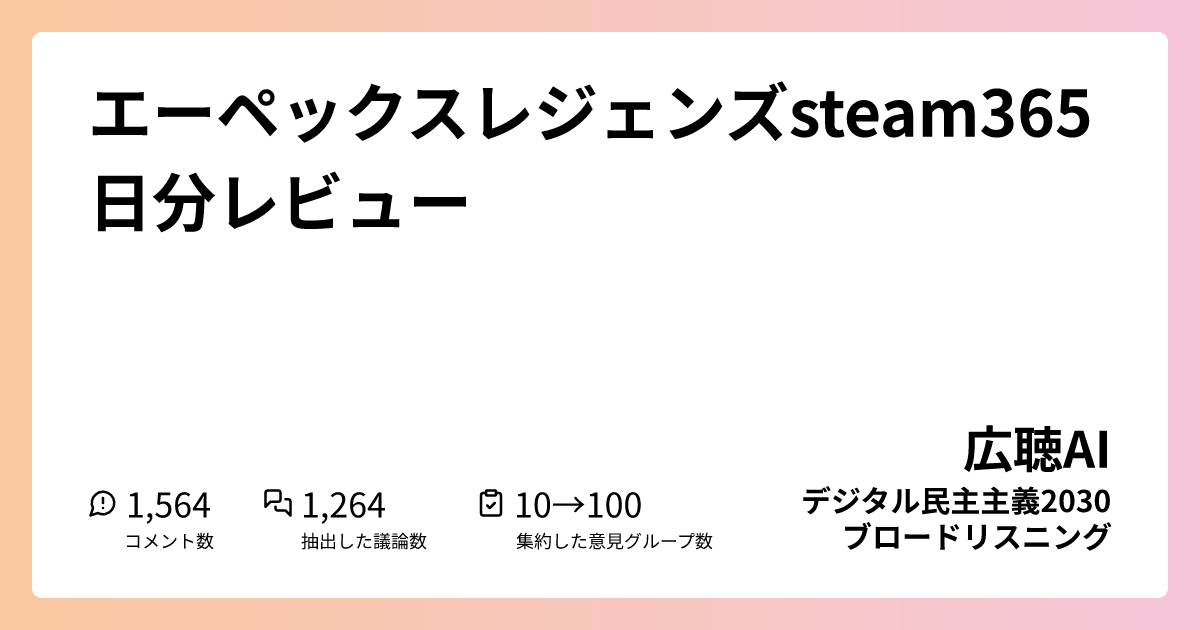 エーペックスレジェンズsteam365
日分レビュー
1,564
コメント数
1,264
抽出した議論数
10→100
集約した意見グループ数
広聴AI
デジタル民主主義2030
ブロードリスニング